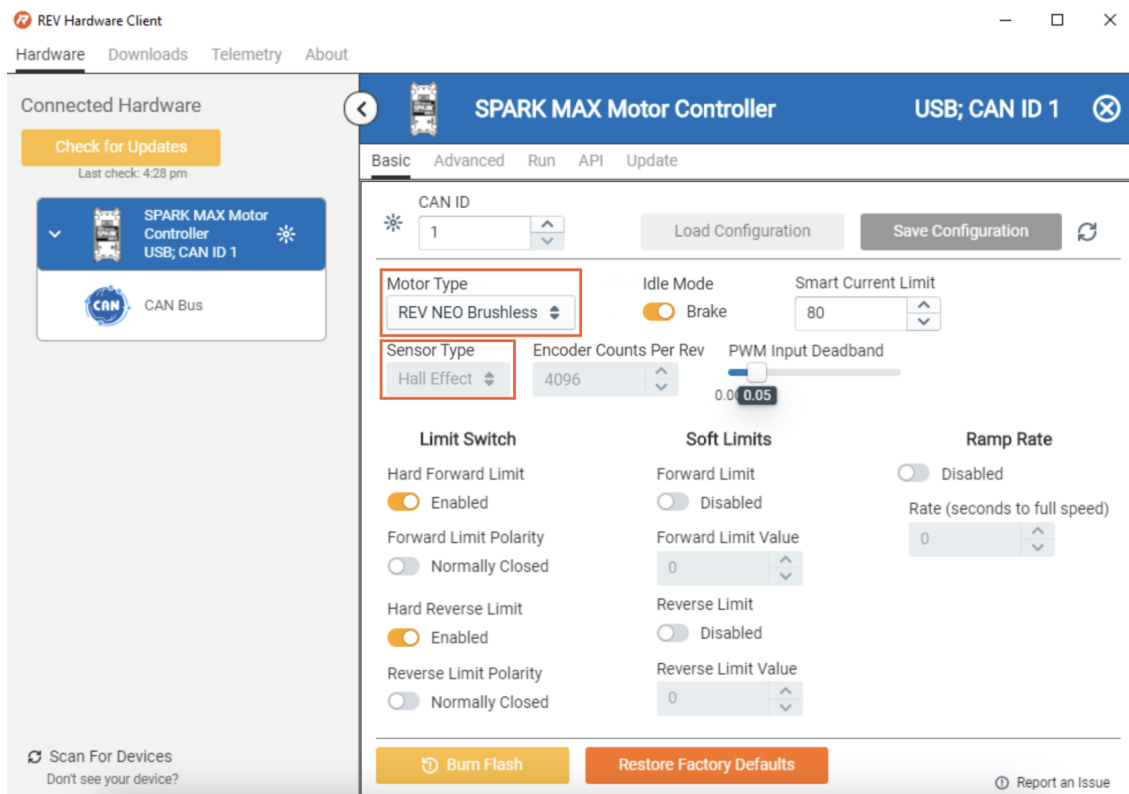 REV Hardware Client
Hardware Downloads Telemetry About
Connected Hardware
Check for Updates
Last check: 4:28 pm
SPARK MAX Motor
Controller
USB; CAN ID 1
CAN
CAN Bus
Scan For Devices
Don't see your device?
SPARK MAX Motor Controller USB; CAN ID 1
Basic Advanced Run API Update
CAN ID
1 Load Configuration Save Configuration
Motor Type Idle Mode Smart Current Limit
REV NEO Brushless Brake 80
Sensor Type Encoder Counts Per Rev PWM Input Deadband
Hall Effect 4096
0.00 0.05
Limit Switch Soft Limits Ramp Rate
Hard Forward Limit Forward Limit Disabled
Enabled Disabled Rate (seconds to full speed)
Forward Limit Polarity Forward Limit Value 0
Normally Closed 0
Hard Reverse Limit Reverse Limit
Enabled Disabled
Reverse Limit Polarity Reverse Limit Value
Normally Closed 0
Burn Flash Restore Factory Defaults
Report an Issue